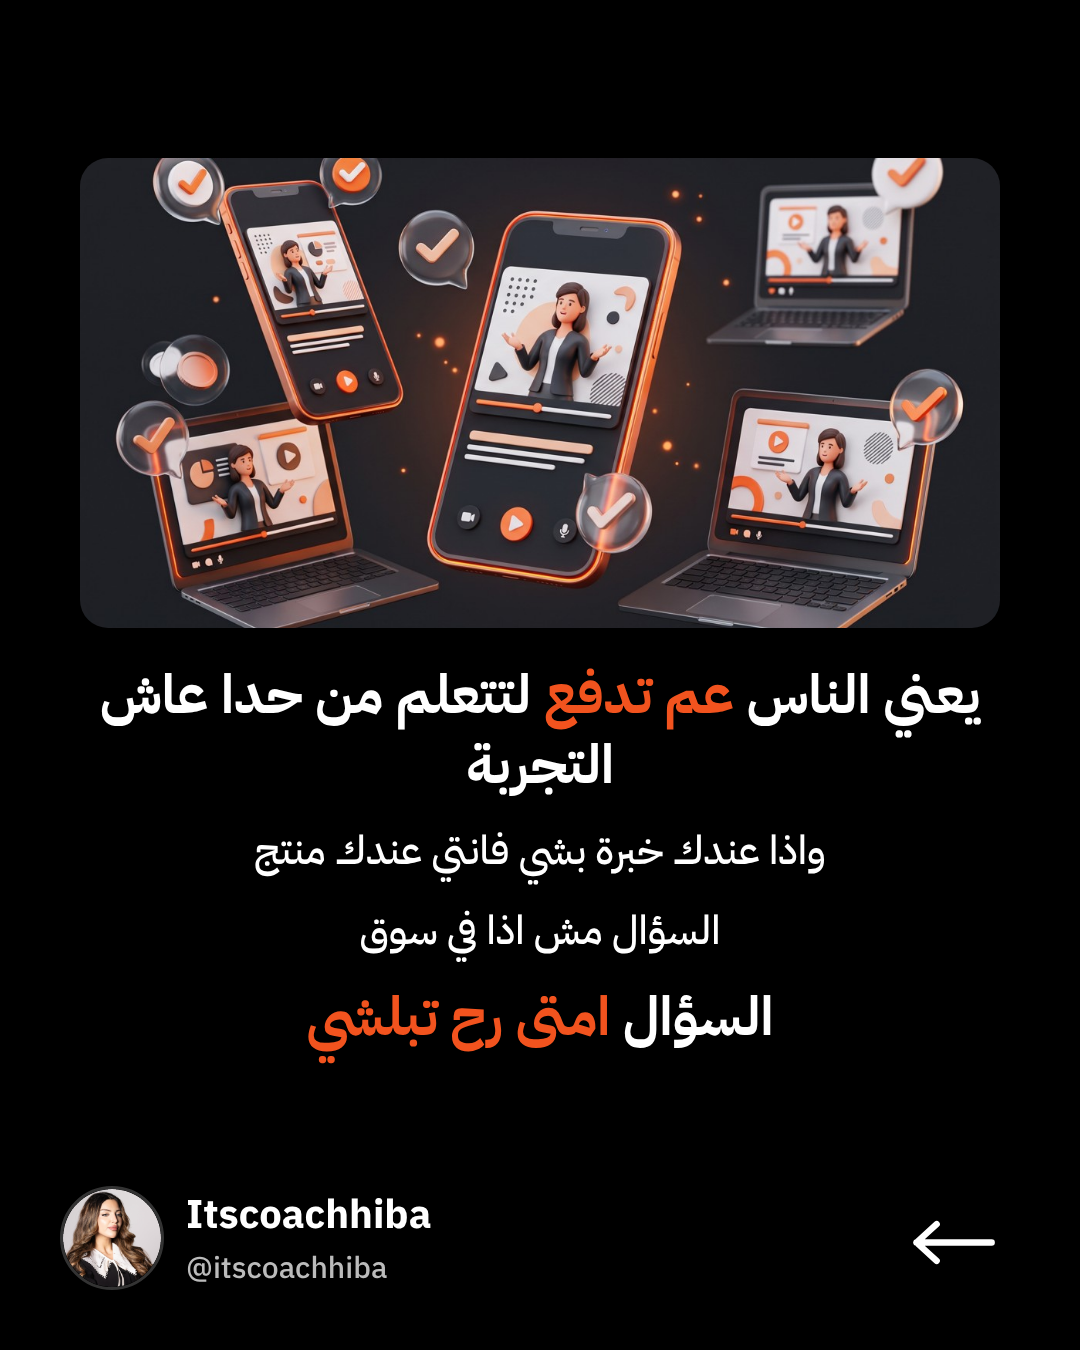 يعني الناس عم تدفع لتتعلم من حدا عاش
التجربة
واذا عندك خبرة بشي فانتي عندك منتج
السؤال مش اذا في سوق
السؤال امتى رح تبلشي
Itscoachhiba
@itscoachhiba